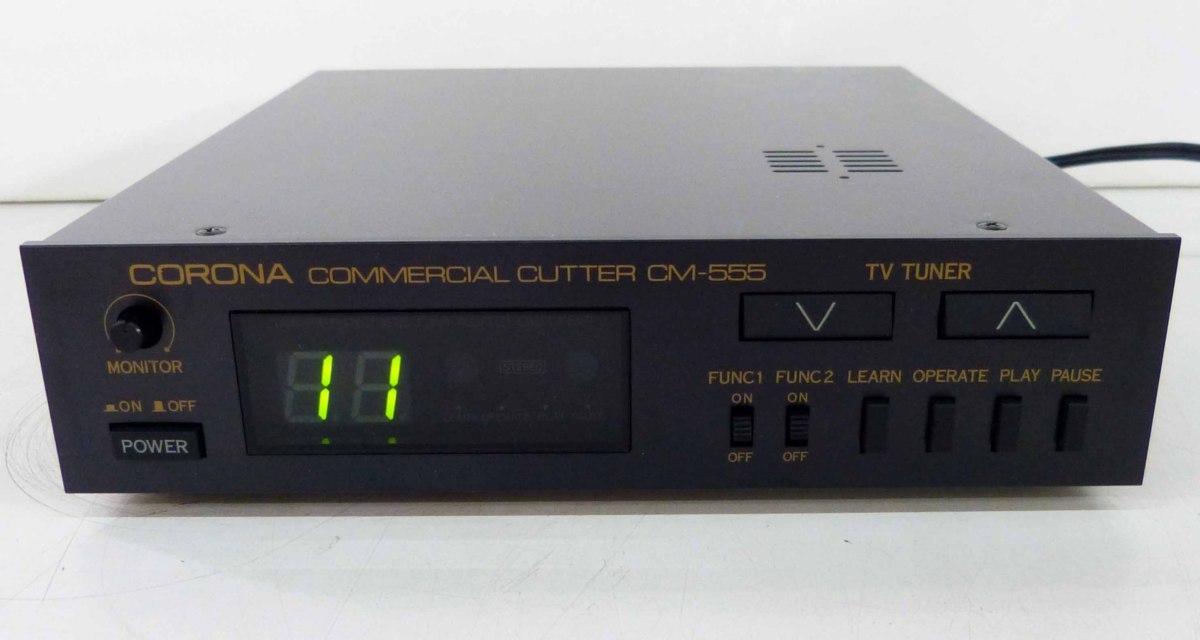 CORONA COMMERCIAL CUTTER CM-555
TV TUNER
MONITOR
ON OFF
POWER
11
STEREO
FUNC1 FUNC2 LEARN OPERATE PLAY PAUSE
ON ON
OFF OFF